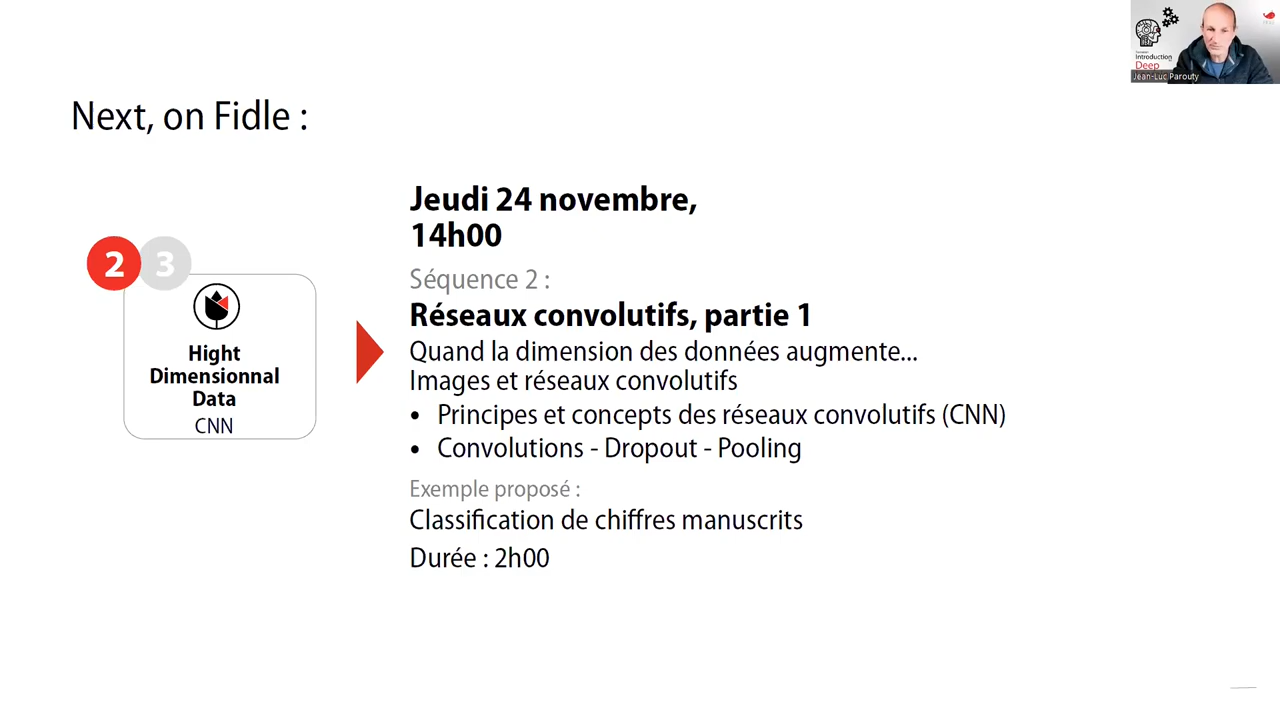 Introduction
Deep
Jean-Luc Parouty
Next, on Fidle :
2 3
Hight
Dimensionnal
Data
CNN
Jeudi 24 novembre,
14h00
Séquence 2 :
Réseaux convolutifs, partie 1
Quand la dimension des données augmente...
Images et réseaux convolutifs
• Principes et concepts des réseaux convolutifs (CNN)
• Convolutions - Dropout - Pooling
Exemple proposé :
Classification de chiffres manuscrits
Durée : 2h00